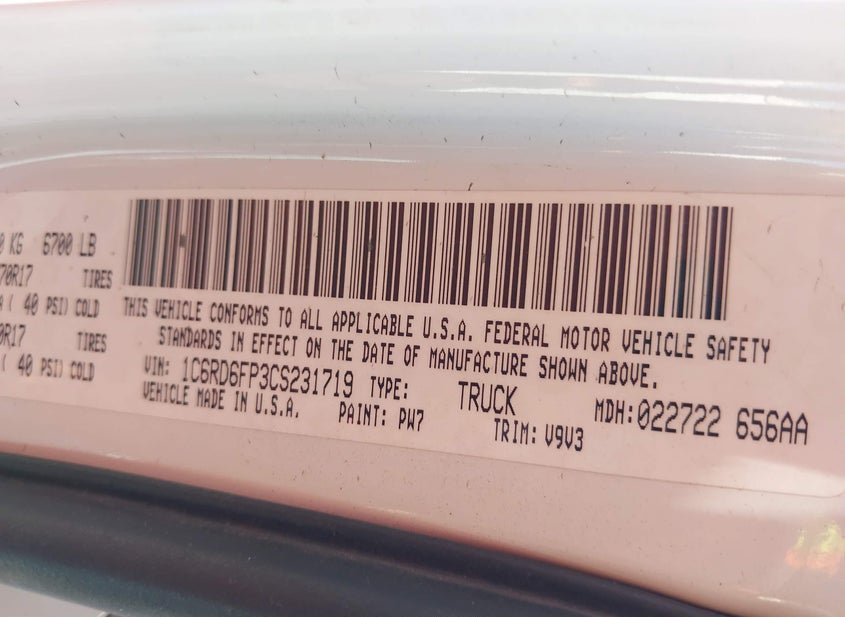 0 KG 6700 LB
70R17 TIRES
A ( 40 PSI) COLD
0R17 TIRES
( 40 PSI) COLD
THIS VEHICLE CONFORMS TO ALL APPLICABLE U.S.A. FEDERAL MOTOR VEHICLE SAFETY
STANDARDS IN EFFECT ON THE DATE OF MANUFACTURE SHOWN ABOVE.
VIN: 1C6RD6FP3CS231719 TYPE: TRUCK MDH:022722 656AA
VEHICLE MADE IN U.S.A. PAINT: PW7 TRIM: V9V3